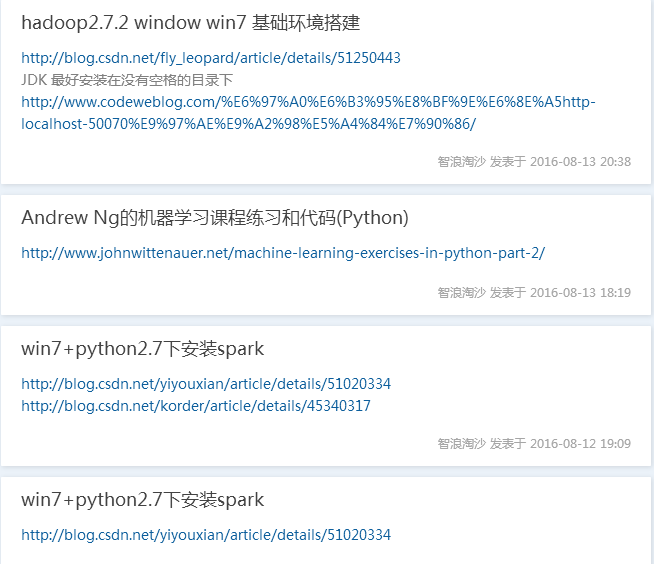 hadoop2.7.2 window win7 基础环境搭建
http://blog.csdn.net/fly_leopard/article/details/51250443
JDK 最好安装在没有空格的目录下
http://www.codeweblog.com/%E6%97%A0%E6%B3%95%E8%BF%9E%E6%8E%A5http-
localhost-50070%E9%97%AE%E9%A2%98%E5%A4%84%E7%90%86/
智浪淘沙 发表于 2016-08-13 20:38
Andrew Ng的机器学习课程练习和代码(Python)
http://www.johnwittenauer.net/machine-learning-exercises-in-python-part-2/
智浪淘沙 发表于 2016-08-13 18:19
win7+python2.7下安装spark
http://blog.csdn.net/yiyouxian/article/details/51020334
http://blog.csdn.net/korder/article/details/45340317
智浪淘沙 发表于 2016-08-12 19:09
win7+python2.7下安装spark
http://blog.csdn.net/yiyouxian/article/details/51020334